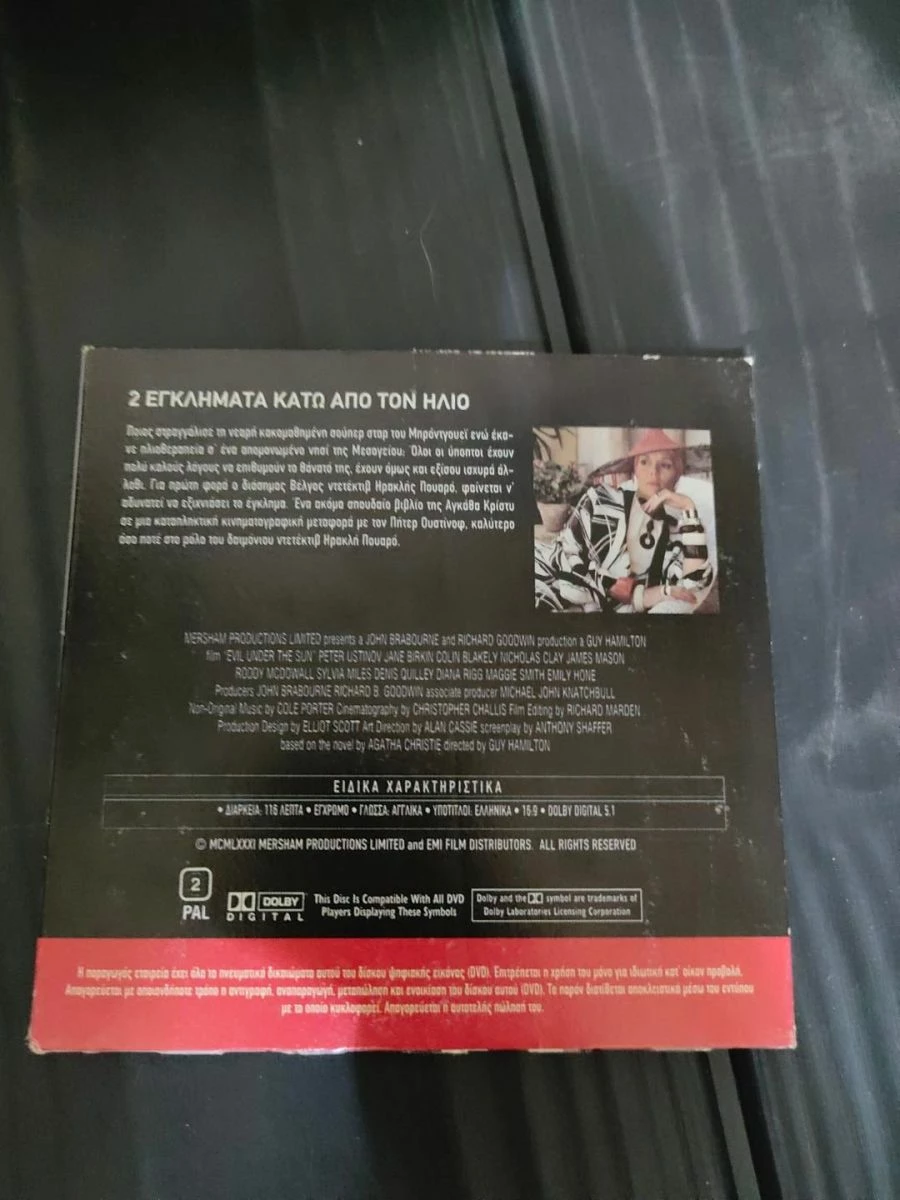 2 ΕΓΚΛΗΜΑΤΑ ΚΑΤΩ ΑΠΟ ΤΟΝ ΗΛΙΟ
Ποιος στραγγάλισε τη νεαρή κακομαθημένη σούπερ σταρ του Μπρόντγουεϊ ενώ έκα-
νε ηλιοθεραπεία σ' ένα απομονωμένο νησί της Μεσογείου; Όλοι οι ύποπτοι έχουν
πολύ καλούς λόγους να επιθυμούν το θάνατό της, έχουν όμως και εξίσου ισχυρά άλ-
λοθι. Για πρώτη φορά ο διάσημος Βέλγος ντετέκτιβ Ηρακλής Πουαρό, φαίνεται ν'
αδυνατεί να εξιχνιάσει το έγκλημα. Ένα ακόμα σπουδαίο βιβλίο της Αγκάθα Κρίστι
σε μια καταπληκτική κινηματογραφική μεταφορά με τον Πήτερ Ουστίνοφ, καλύτερο
όσο ποτέ στο ρόλο του δαιμόνιου ντετέκτιβ Ηρακλή Πουαρό.
MERSHAM PRODUCTIONS LIMITED presents a JOHN BRABOURNE and RICHARD GOODWIN production a GUY HAMILTON
film "EVIL UNDER THE SUN" PETER USTINOV JANE BIRKIN COLIN BLAKELY NICHOLAS CLAY JAMES MASON
RODDY MCDOWALL SYLVIA MILES DENIS QUILLEY DIANA RIGG MAGGIE SMITH EMILY HONE
Producers JOHN BRABOURNE RICHARD B. GOODWIN associate producer MICHAEL JOHN KNATCHBULL
Non-Original Music by COLE PORTER Cinematography by CHRISTOPHER CHALLIS Film Editing by RICHARD MARDEN
Production Design by ELLIOT SCOTT Art Direction by ALAN CASSIE screenplay by ANTHONY SHAFFER
based on the novel by AGATHA CHRISTIE directed by GUY HAMILTON
ΕΙΔΙΚΑ ΧΑΡΑΚΤΗΡΙΣΤΙΚΑ
• ΔΙΑΡΚΕΙΑ: 116 ΛΕΠΤΑ • ΕΓΧΡΩΜΟ • ΓΛΩΣΣΑ: ΑΓΓΛΙΚΑ • ΥΠΟΤΙΤΛΟΙ: ΕΛΛΗΝΙΚΑ • 16:9 • DOLBY DIGITAL 5.1
© MCMLXXXI MERSHAM PRODUCTIONS LIMITED and EMI FILM DISTRIBUTORS. ALL RIGHTS RESERVED
2
PAL
DOLBY
DIGITAL
This Disc Is Compatible With All DVD
Players Displaying These Symbols
Dolby and the symbol are trademarks of
Dolby Laboratories Licensing Corporation
Η παραγωγός εταιρεία έχει όλα τα πνευματικά δικαιώματα αυτού του δίσκου ψηφιακής εικόνας (DVD). Επιτρέπεται η χρήση του μόνο για ιδιωτική κατ' οίκον προβολή.
Απαγορεύεται με οποιονδήποτε τρόπο η αντιγραφή, αναπαραγωγή, μεταπώληση και ενοικίαση του δίσκου αυτού (DVD). Το παρόν διατίθεται αποκλειστικά μέσω του εντύπου
με το οποίο κυκλοφορεί. Απαγορεύεται η αυτοτελής πώλησή του.